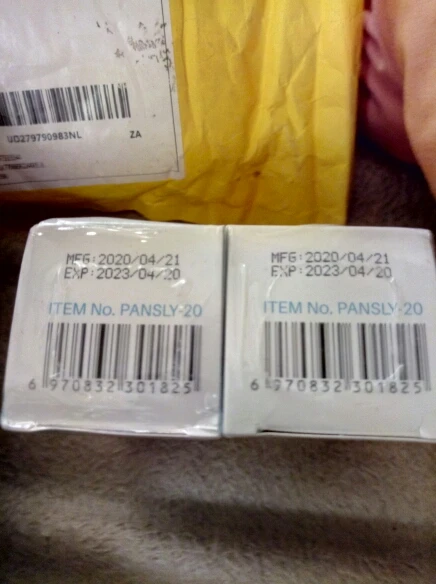 UD279790983NL ZA
MFG:2020/04/21
EXP:2023/04/20
ITEM No. PANSLY-20
6 970832 301825
MFG:2020/04/21
EXP:2023/04/20
ITEM No. PANSLY-20
6 970832 301825